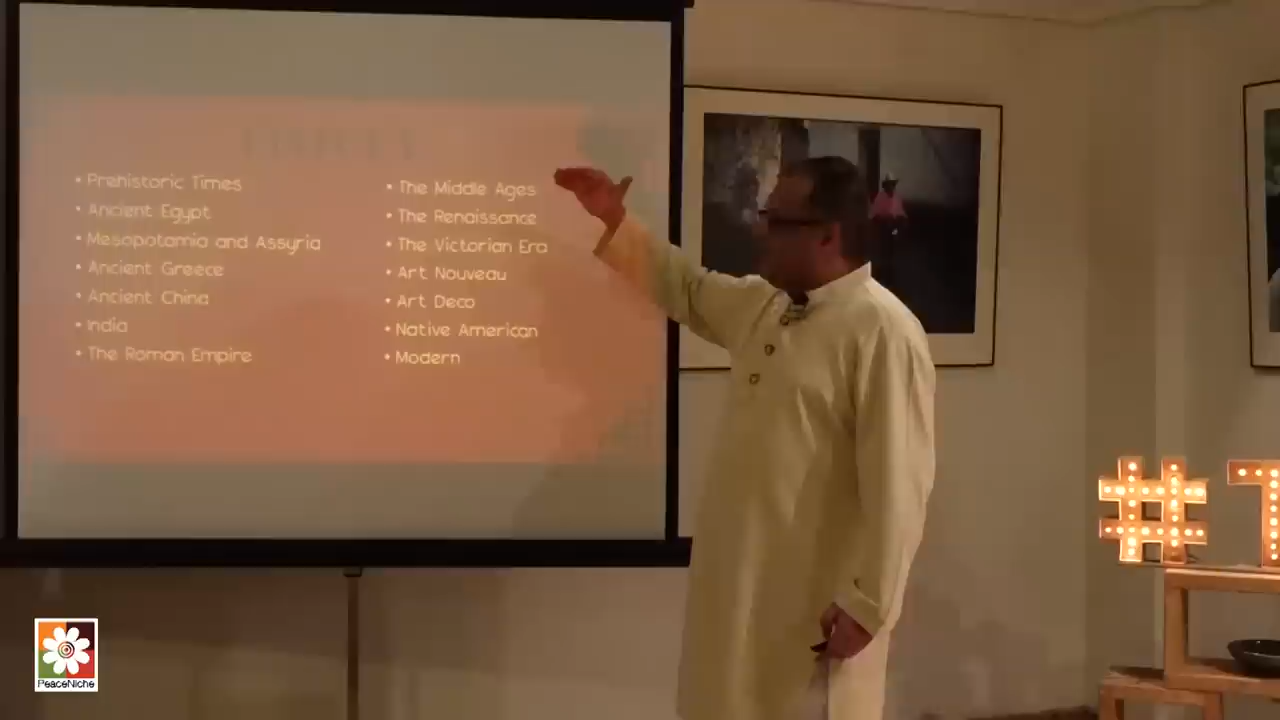 • Prehistoric Times
• Ancient Egypt
• Mesopotamia and Assyria
• Ancient Greece
• Ancient China
• India
• The Roman Empire
• The Middle Ages
• The Renaissance
• The Victorian Era
• Art Nouveau
• Art Deco
• Native American
• Modern
#T
PeaceNiche